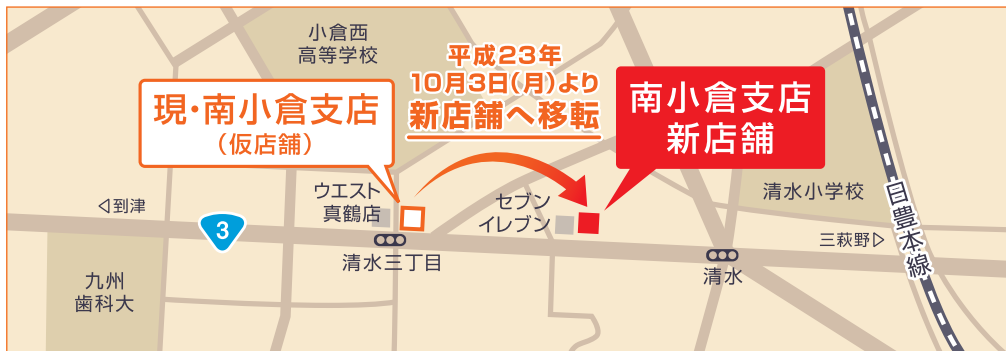 小倉西
高等学校
平成23年
10月3日(月)より
新店舗へ移転
現・南小倉支店
(仮店舗)
南小倉支店
新店舗
ウエスト
真鶴店
セブン
イレブン
清水小学校
◁到津
3
三萩野▷
日豊本線
清水三丁目
清水
九州
歯科大